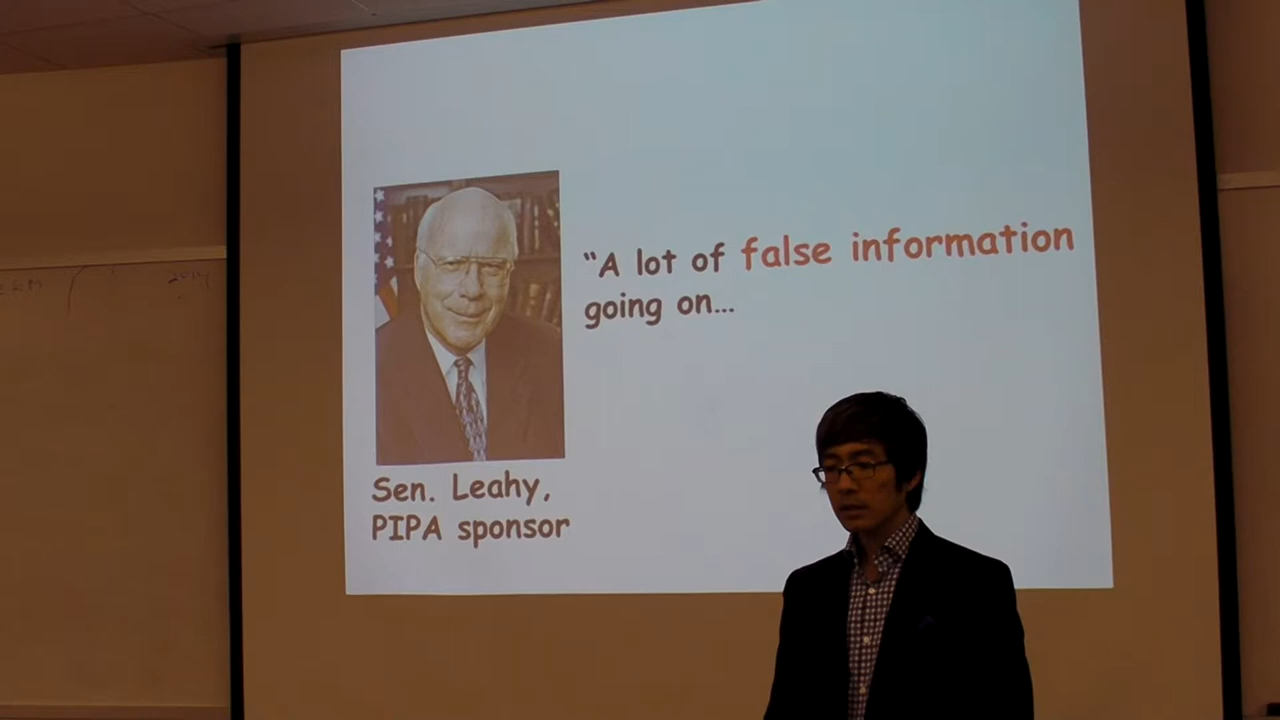 “A lot of false information
going on...
Sen. Leahy,
PIPA sponsor